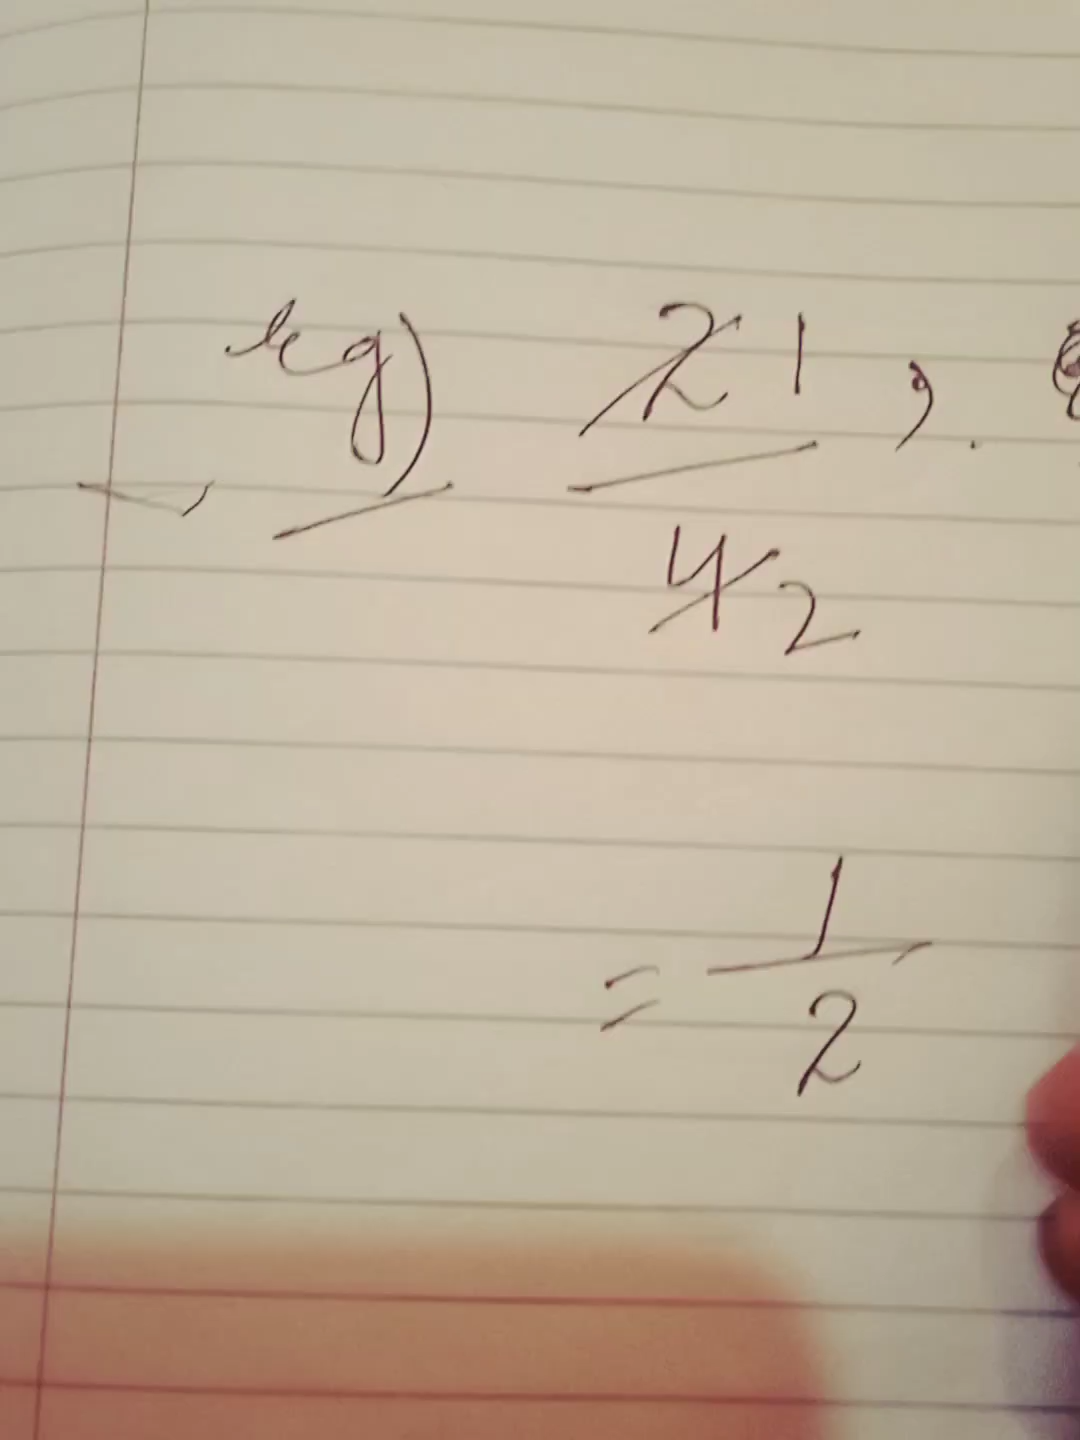 eg) 2 1 ,.
4 2
= 1
2